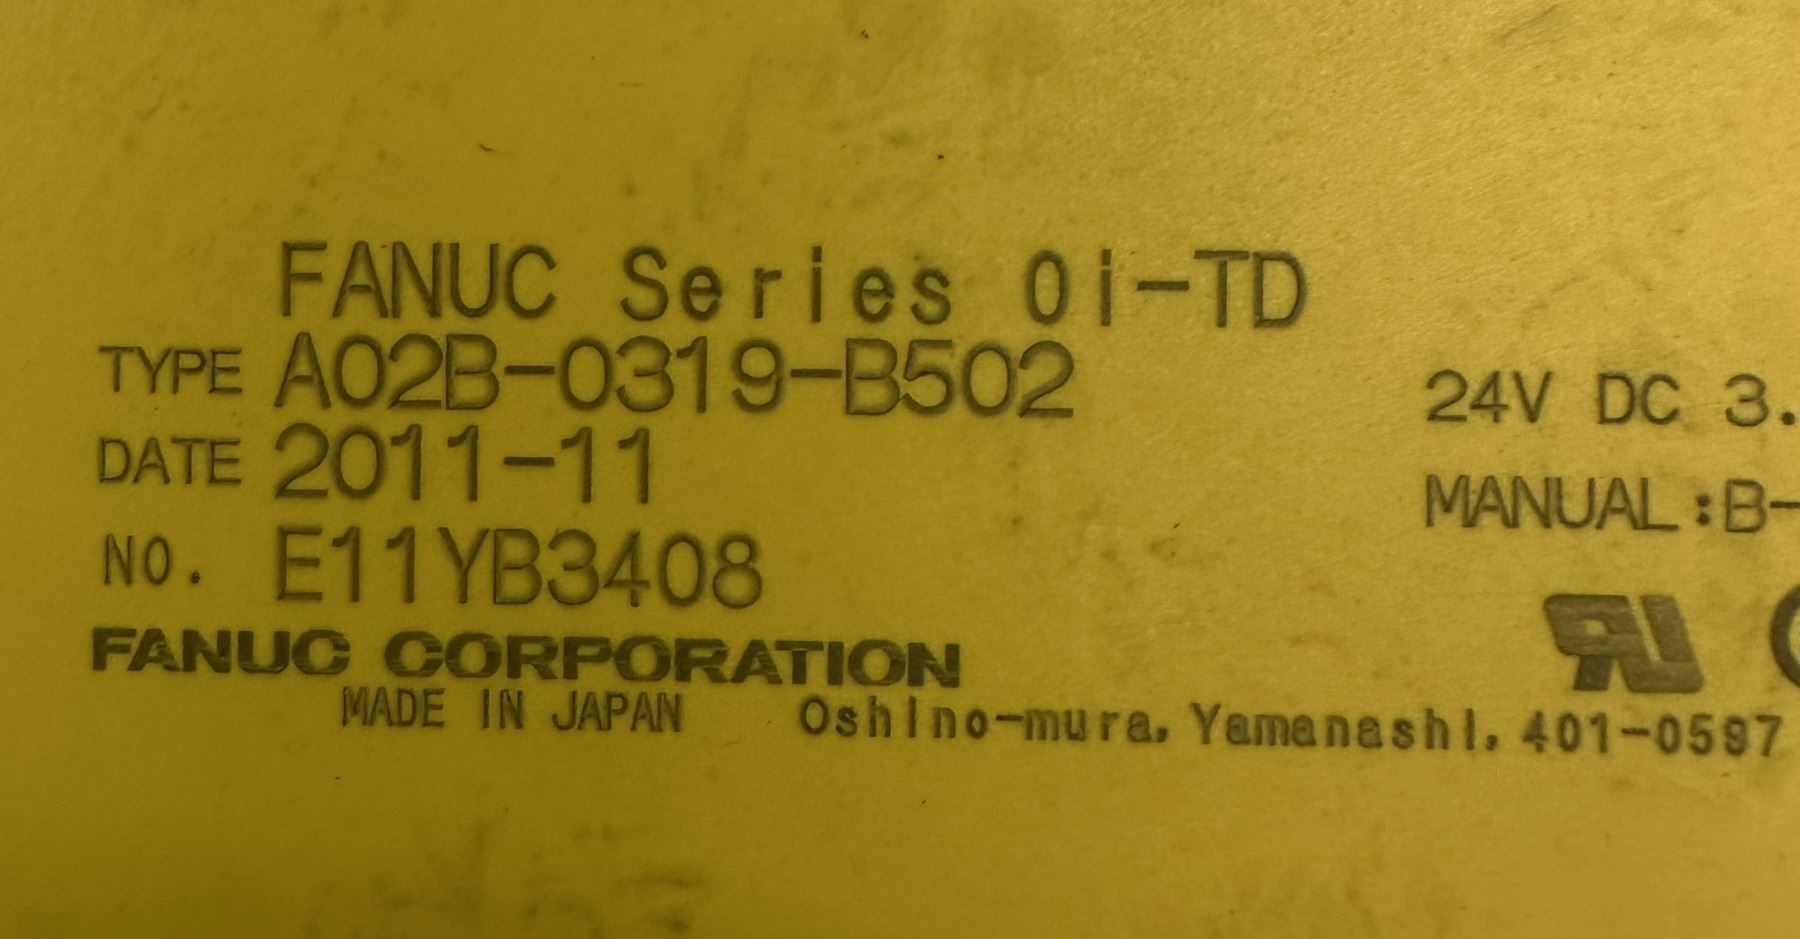 FANUC Series 0i-TD
TYPE A02B-0319-B502
24V DC 3.
DATE 2011-11
MANUAL:B-
NO. E11YB3408
FANUC CORPORATION
MADE IN JAPAN Oshino-mura, Yamanashi, 401-0597